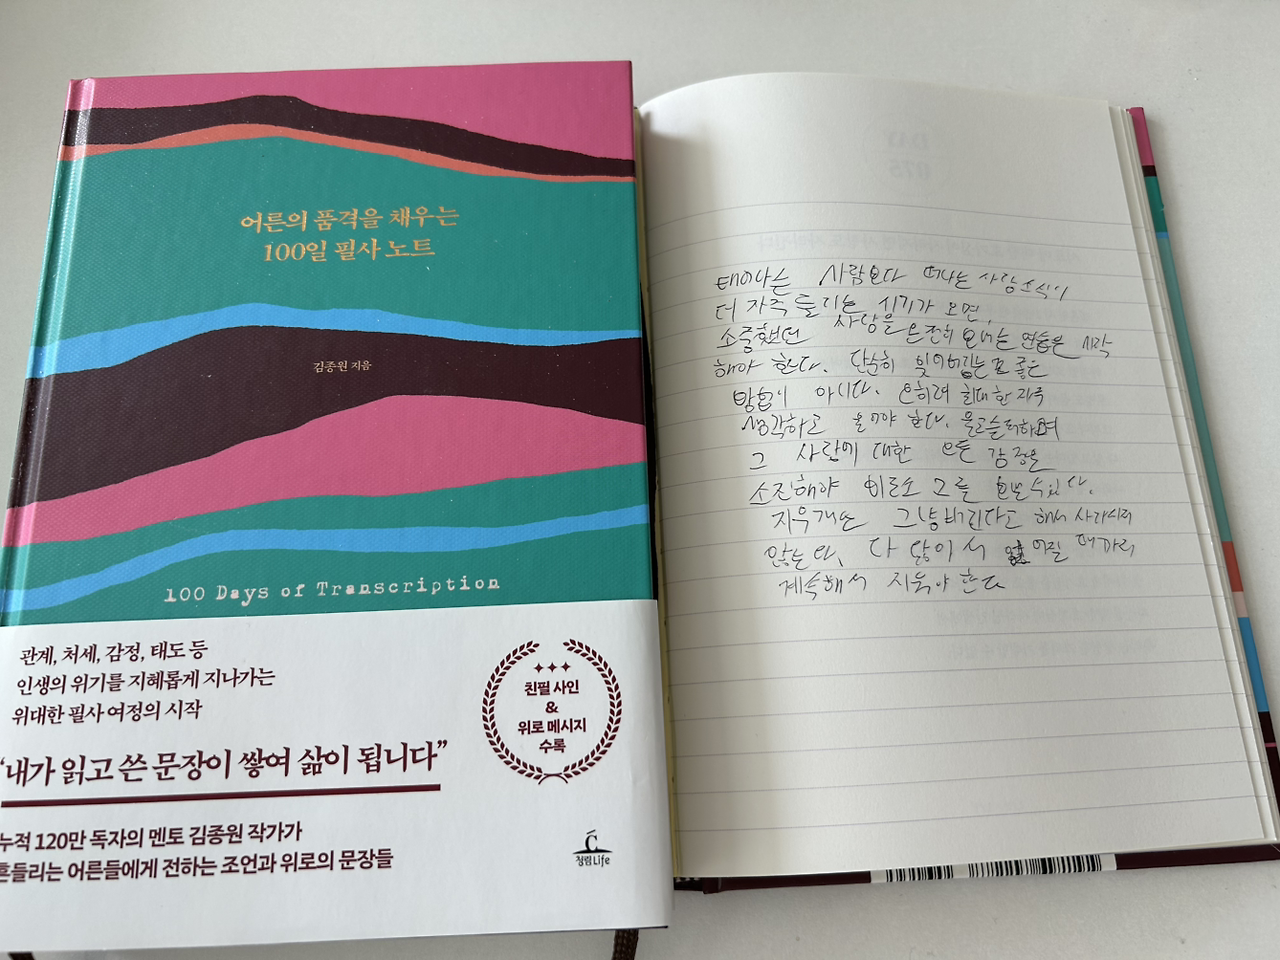 어른의 품격을 채우는
100일 필사 노트
김종원 지음
100 Days of Transcription
관계, 처세, 감정, 태도 등
인생의 위기를 지혜롭게 지나가는
위대한 필사 여정의 시작
“내가 읽고 쓴 문장이 쌓여 삶이 됩니다”
누적 120만 독자의 멘토 김종원 작가가
흔들리는 어른들에게 전하는 조언과 위로의 문장들
친필 사인
&
위로 메시지
수록
청림Life
태어나는 사람보다 떠나는 사람 소식이
더 자주 들리는 시기가 오면,
소중했던 사람을 온전히 보내는 연습을 시작
해야 한다. 단순히 잊어버리는 건 좋은
방법이 아니다. 오히려 최대한 자주
생각하고 울어야 한다. 울고 슬퍼하며
그 사람에 대한 모든 감정을
소진해야 비로소 그를 보낼 수 있다.
지우개는 그냥 버린다고 해서 사라지지
않는다, 다 닳아서 없어질 때까지
계속해서 지워야 한다